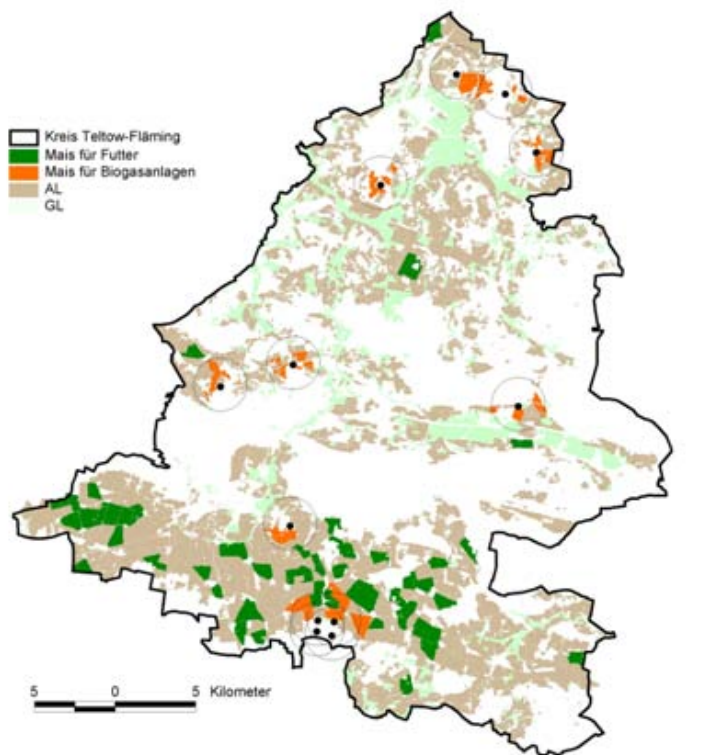 Kreis Teltow-Fläming
Mais für Futter
Mais für Biogasanlagen
AL
GL
5 0 5 Kilometer